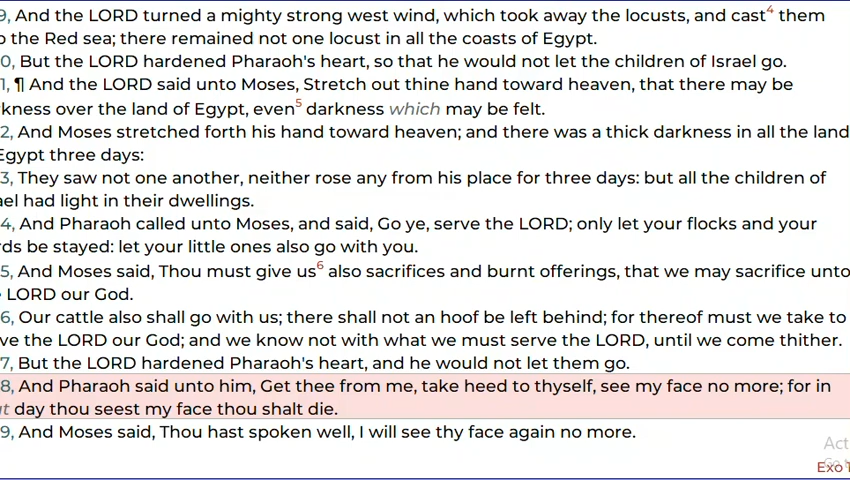 9, And the LORD turned a mighty strong west wind, which took away the locusts, and cast4 them
the Red sea; there remained not one locust in all the coasts of Egypt.
0, But the LORD hardened Pharaoh's heart, so that he would not let the children of Israel go.
1, ¶ And the LORD said unto Moses, Stretch out thine hand toward heaven, that there may be
kness over the land of Egypt, even5 darkness which may be felt.
2, And Moses stretched forth his hand toward heaven; and there was a thick darkness in all the land
Egypt three days:
3, They saw not one another, neither rose any from his place for three days: but all the children of
ael had light in their dwellings.
4, And Pharaoh called unto Moses, and said, Go ye, serve the LORD; only let your flocks and your
rds be stayed: let your little ones also go with you.
5, And Moses said, Thou must give us6 also sacrifices and burnt offerings, that we may sacrifice unto
LORD our God.
6, Our cattle also shall go with us; there shall not an hoof be left behind; for thereof must we take to
ve the LORD our God; and we know not with what we must serve the LORD, until we come thither.
7, But the LORD hardened Pharaoh's heart, and he would not let them go.
8, And Pharaoh said unto him, Get thee from me, take heed to thyself, see my face no more; for in
t day thou seest my face thou shalt die.
9, And Moses said, Thou hast spoken well, I will see thy face again no more.
Act
Exo